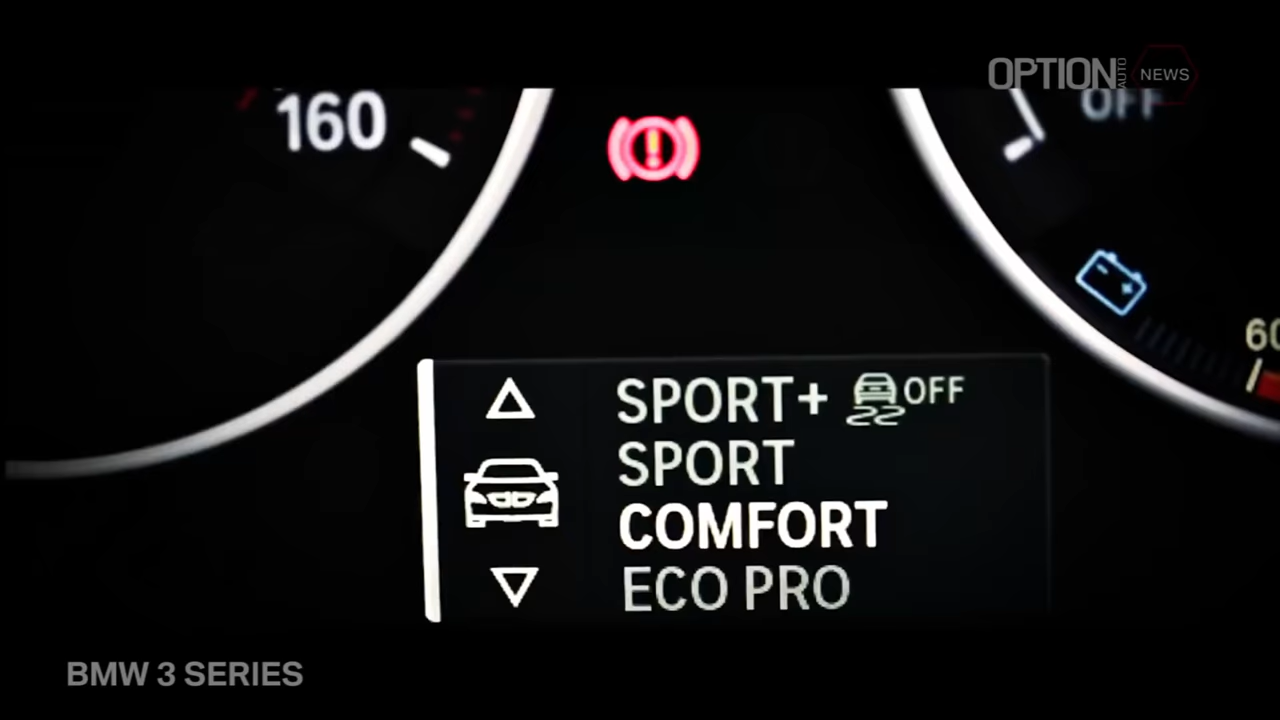 OPTION AUTO NEWS
160
OFF
!
60
SPORT+ OFF
SPORT
COMFORT
ECO PRO
BMW 3 SERIES